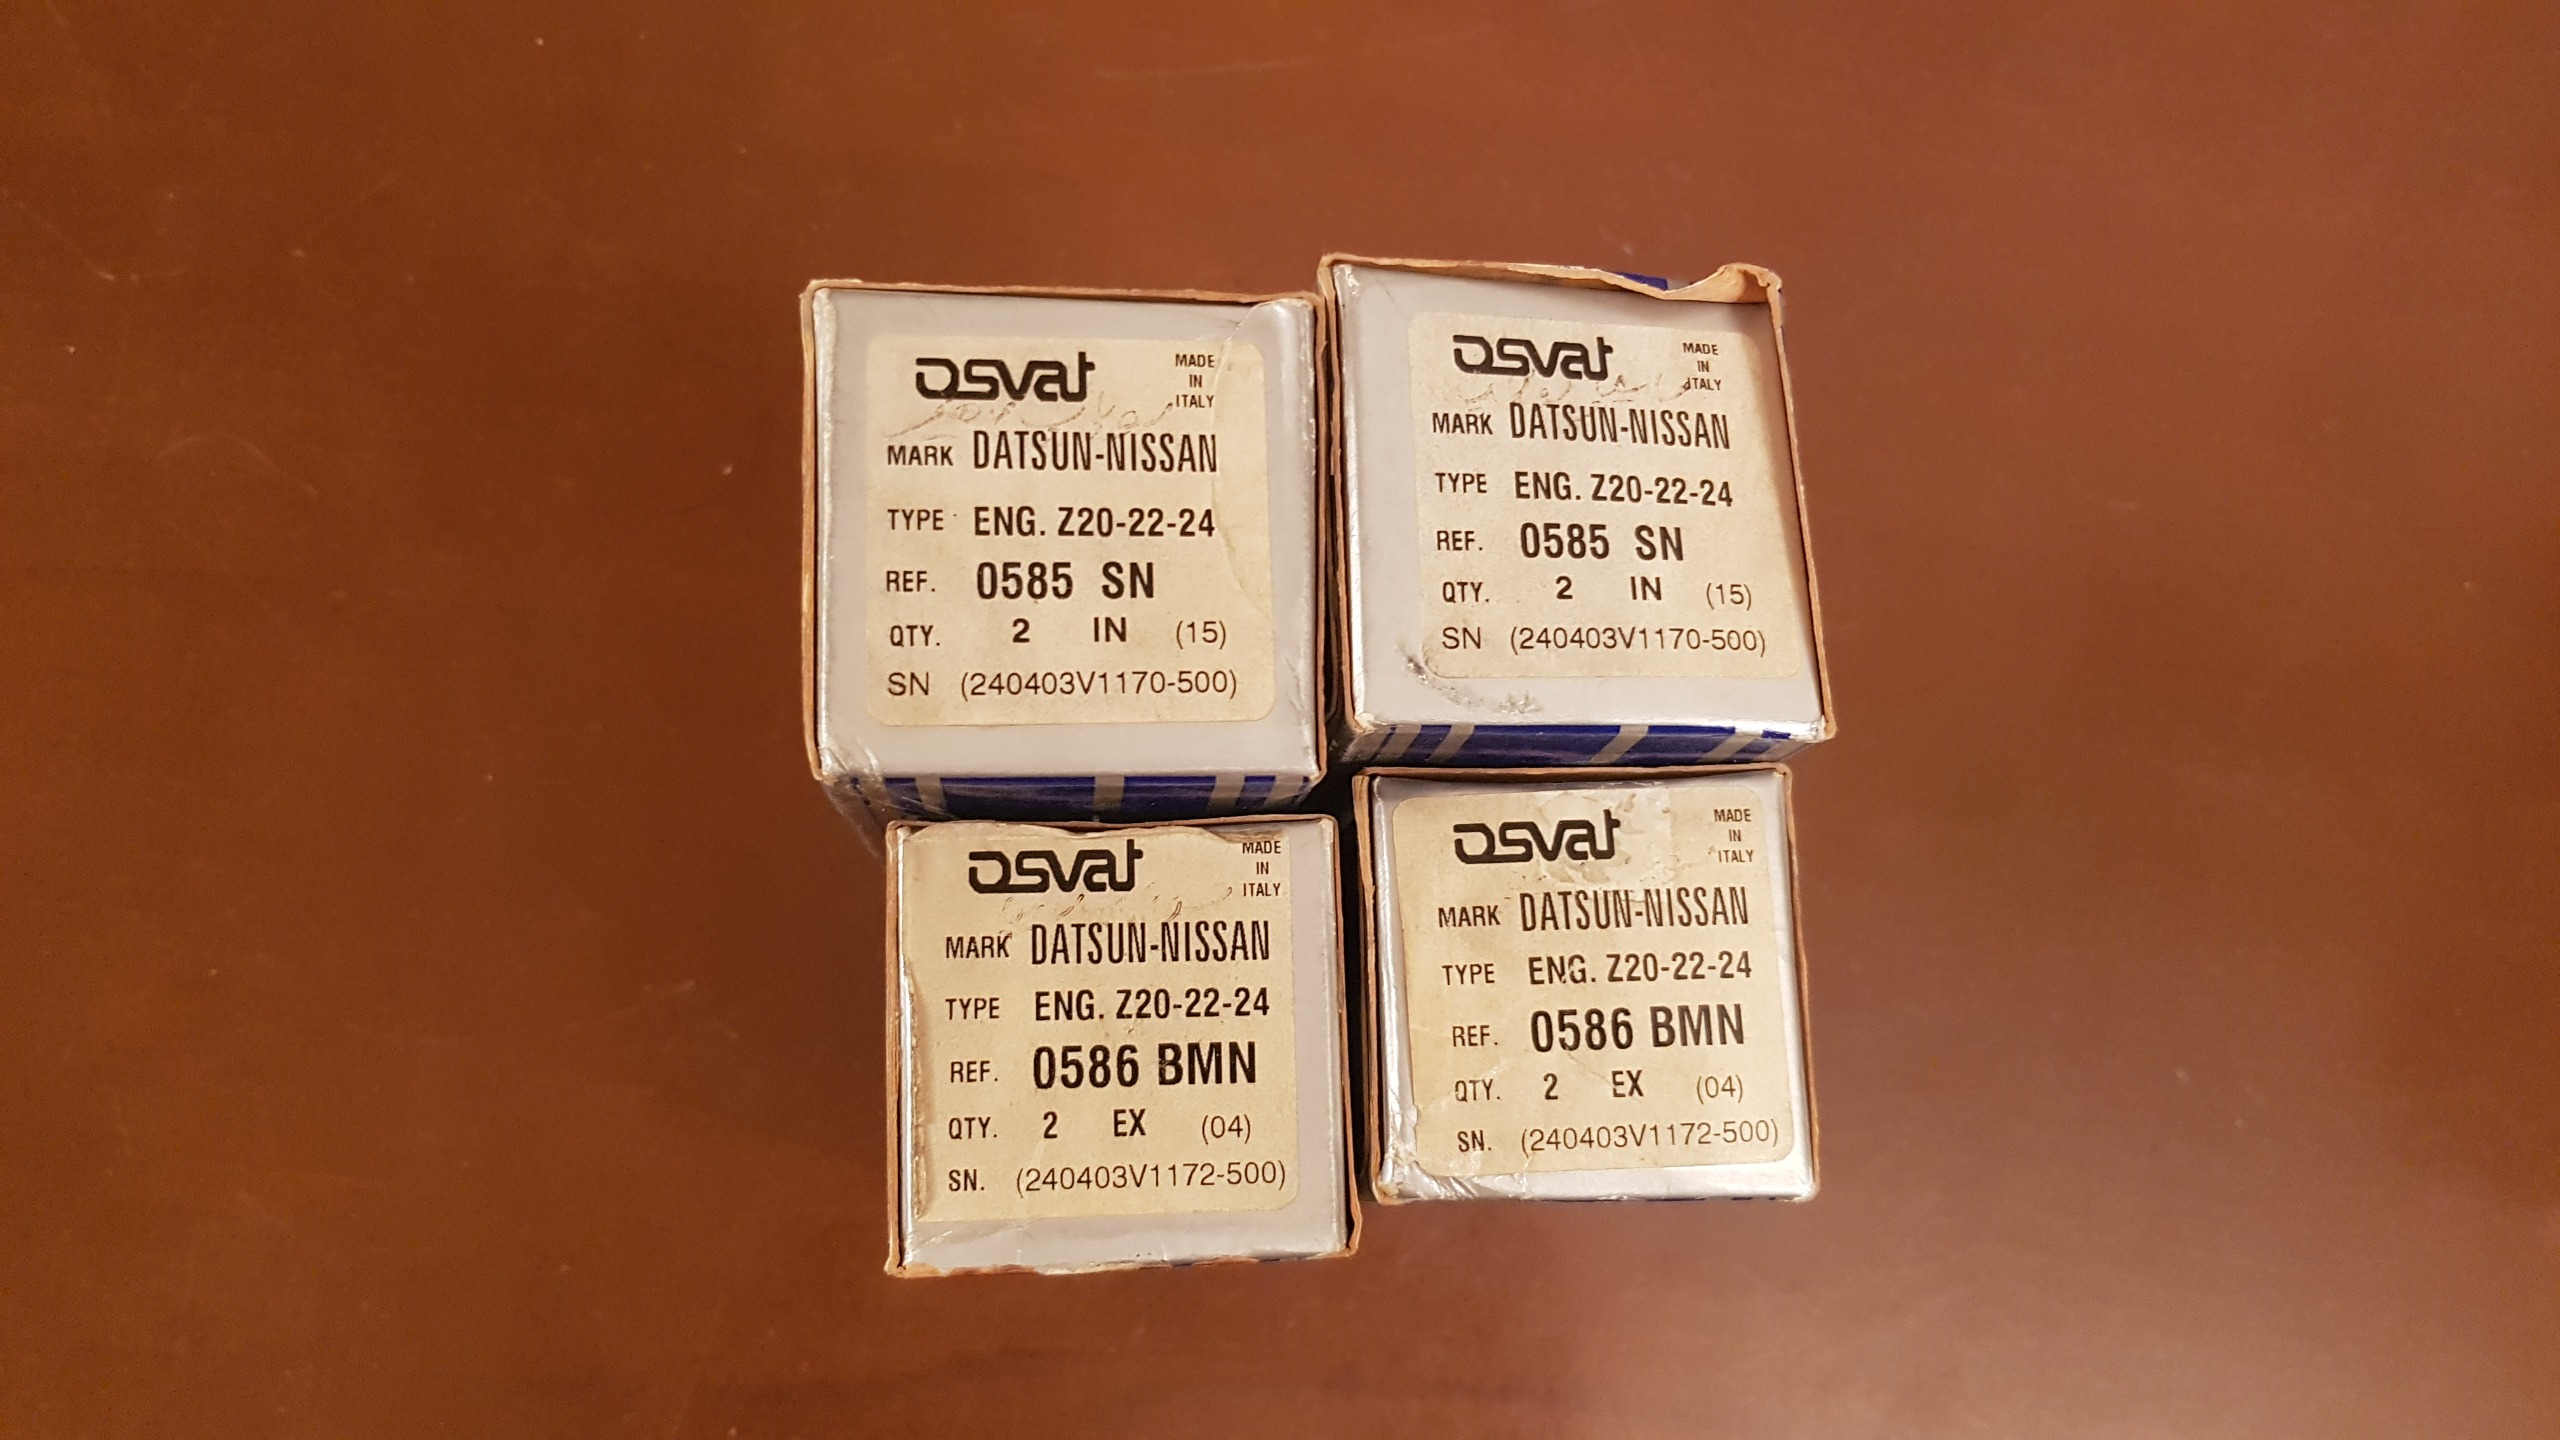 Osvat
MADE
IN
ITALY
MARK DATSUN-NISSAN
TYPE ENG. Z20-22-24
REF. 0585 SN
QTY. 2 IN (15)
SN (240403V1170-500)
Osvat
MADE
IN
ITALY
MARK DATSUN-NISSAN
TYPE ENG. Z20-22-24
REF. 0585 SN
QTY. 2 IN (15)
SN (240403V1170-500)
Osvat
MADE
IN
ITALY
MARK DATSUN-NISSAN
TYPE ENG. Z20-22-24
REF. 0586 BMN
QTY. 2 EX (04)
SN. (240403V1172-500)
Osvat
MADE
IN
ITALY
MARK DATSUN-NISSAN
TYPE ENG. Z20-22-24
REF. 0586 BMN
QTY. 2 EX (04)
SN. (240403V1172-500)